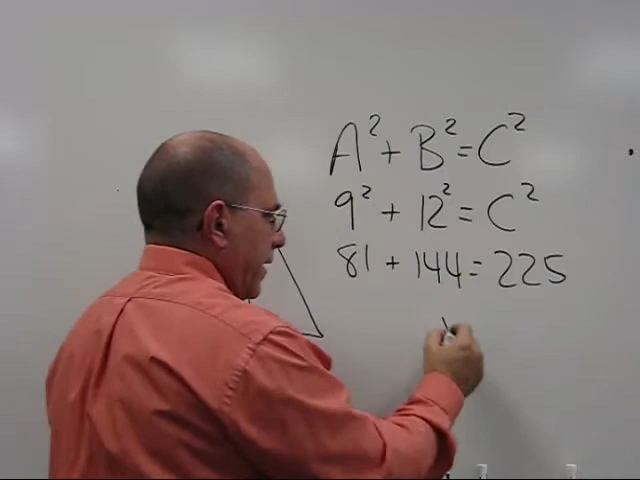 A² + B² = C²
9² + 12² = C²
81 + 144 = 225